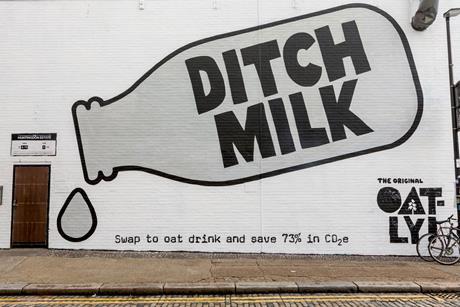 DITCH
MILK
THE ORIGINAL
OAT-
LY!
Swap to oat drink and save 73% in CO₂e